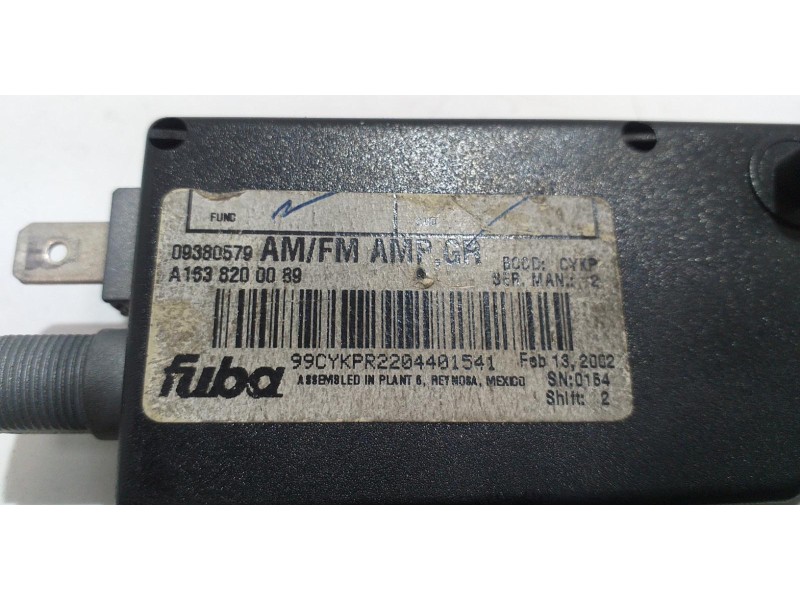 FUNC
09380579 AM/FM AMP,GR
A163 820 00 89
BCCD: CYKP
SER. MAN.: 2
99CYKPR2204401541
Feb 13, 2002
fuba
ASSEMBLED IN PLANT 6, REYNOSA, MEXICO
SN:0154
Shift: 2